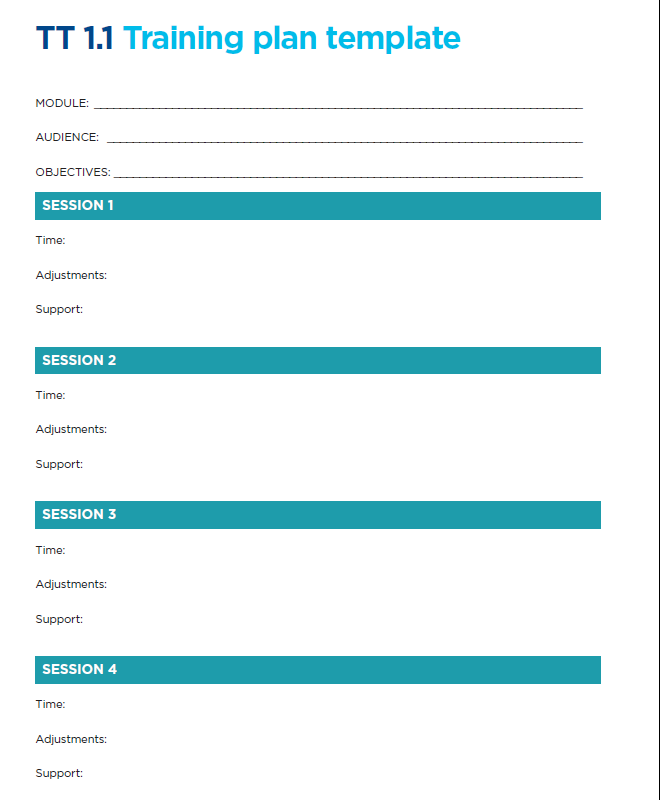 TT 1.1 Training plan template
MODULE:
AUDIENCE:
OBJECTIVES:
SESSION 1
Time:
Adjustments:
Support:
SESSION 2
Time:
Adjustments:
Support:
SESSION 3
Time:
Adjustments:
Support:
SESSION 4
Time:
Adjustments:
Support: